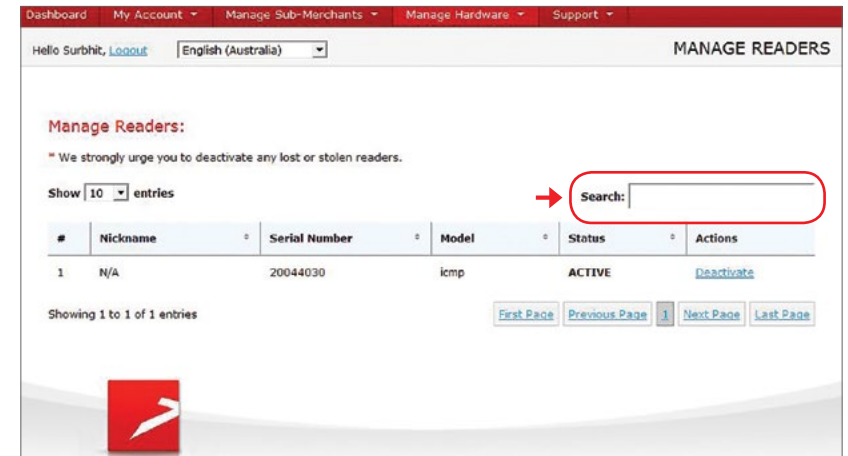 Dashboard My Account Manage Sub-Merchants Manage Hardware Support
Hello Surbhit, Logout English (Australia) MANAGE READERS
Manage Readers:
* We strongly urge you to deactivate any lost or stolen readers.
Show 10 entries Search:
# Nickname Serial Number Model Status Actions
1 N/A 20044030 icmp ACTIVE Deactivate
Showing 1 to 1 of 1 entries First Page Previous Page 1 Next Page Last Page